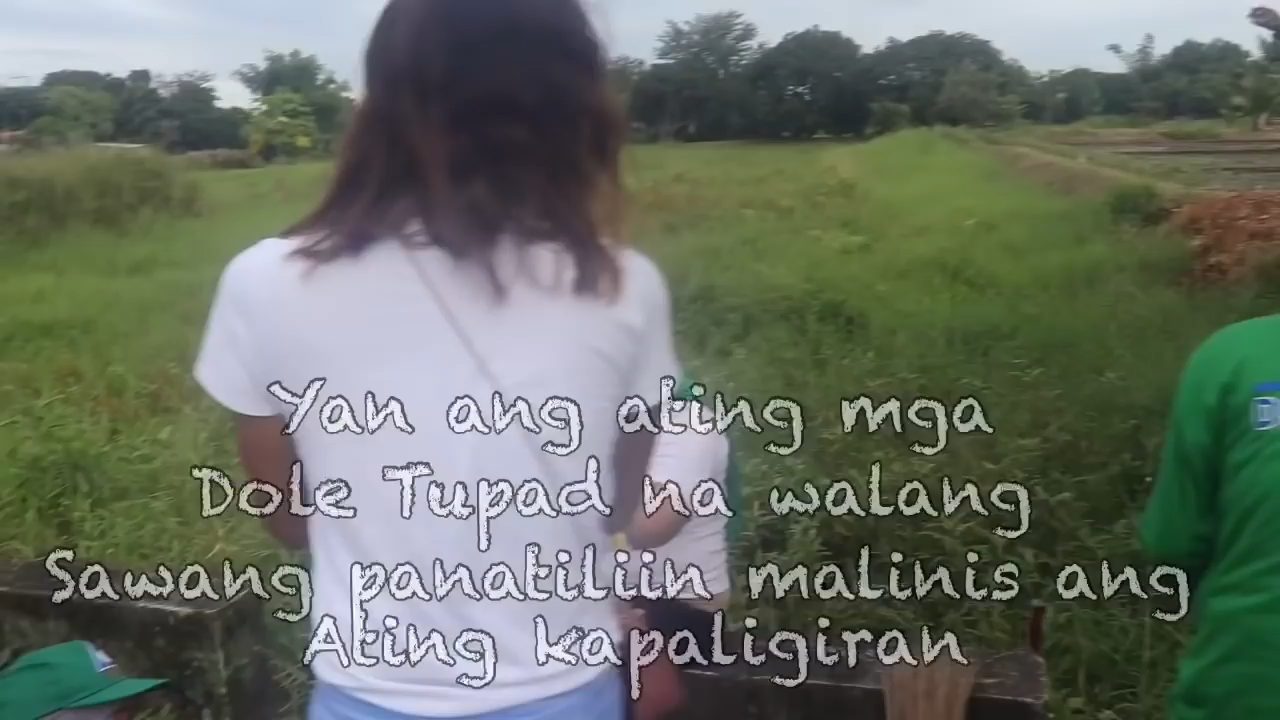 Yan ang ating mga
Dole Tupad na walang
Sawang panatiliin malinis ang
Ating kapaligiran
D